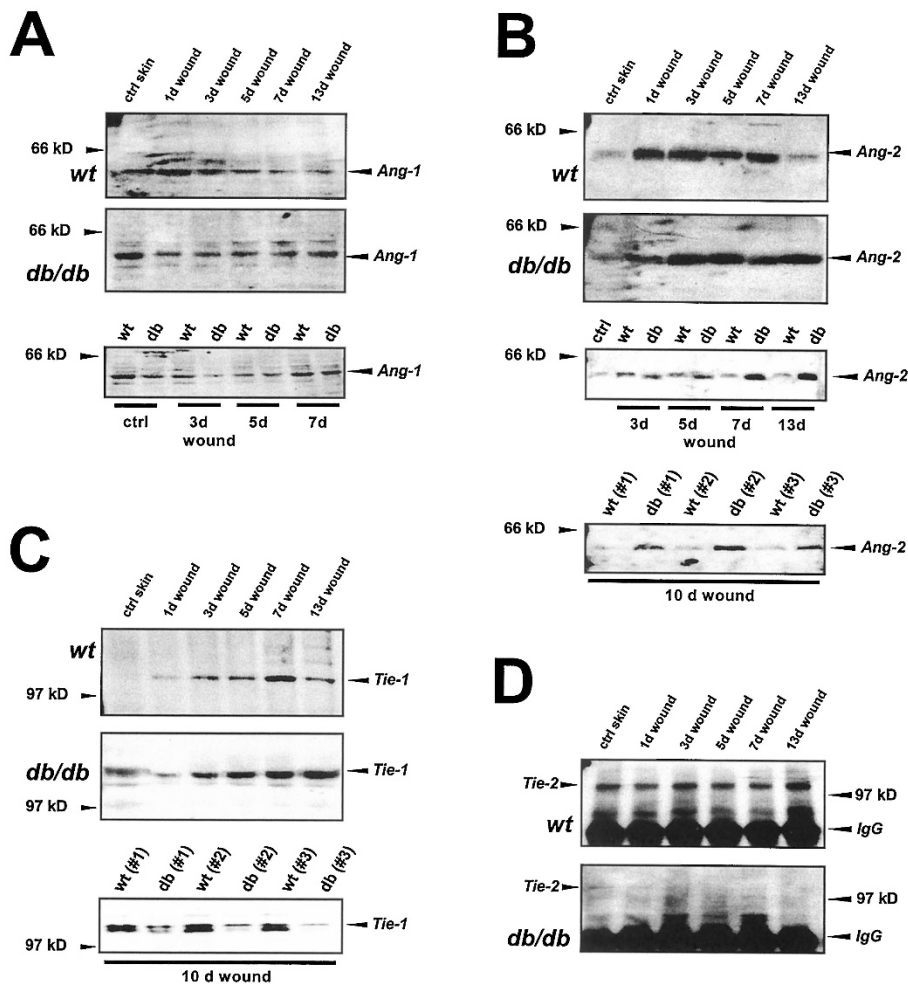 A
ctrl skin
1d wound
3d wound
5d wound
7d wound
13d wound
66 kD
wt
Ang-1
66 kD
db/db
Ang-1
wt db wt db wt db wt db
66 kD
Ang-1
ctrl 3d 5d 7d
wound
B
ctrl skin
1d wound
3d wound
5d wound
7d wound
13d wound
66 kD
wt
Ang-2
66 kD
db/db
Ang-2
ctrl wt db wt db wt db wt db
66 kD
Ang-2
3d 5d 7d 13d
wound
wt (#1) db (#1) wt (#2) db (#2) wt (#3) db (#3)
66 kD
Ang-2
10 d wound
C
ctrl skin
1d wound
3d wound
5d wound
7d wound
13d wound
wt
Tie-1
97 kD
db/db
Tie-1
97 kD
wt (#1) db (#1) wt (#2) db (#2) wt (#3) db (#3)
Tie-1
97 kD
10 d wound
D
ctrl skin
1d wound
3d wound
5d wound
7d wound
13d wound
Tie-2
97 kD
wt
IgG
Tie-2
97 kD
db/db
IgG